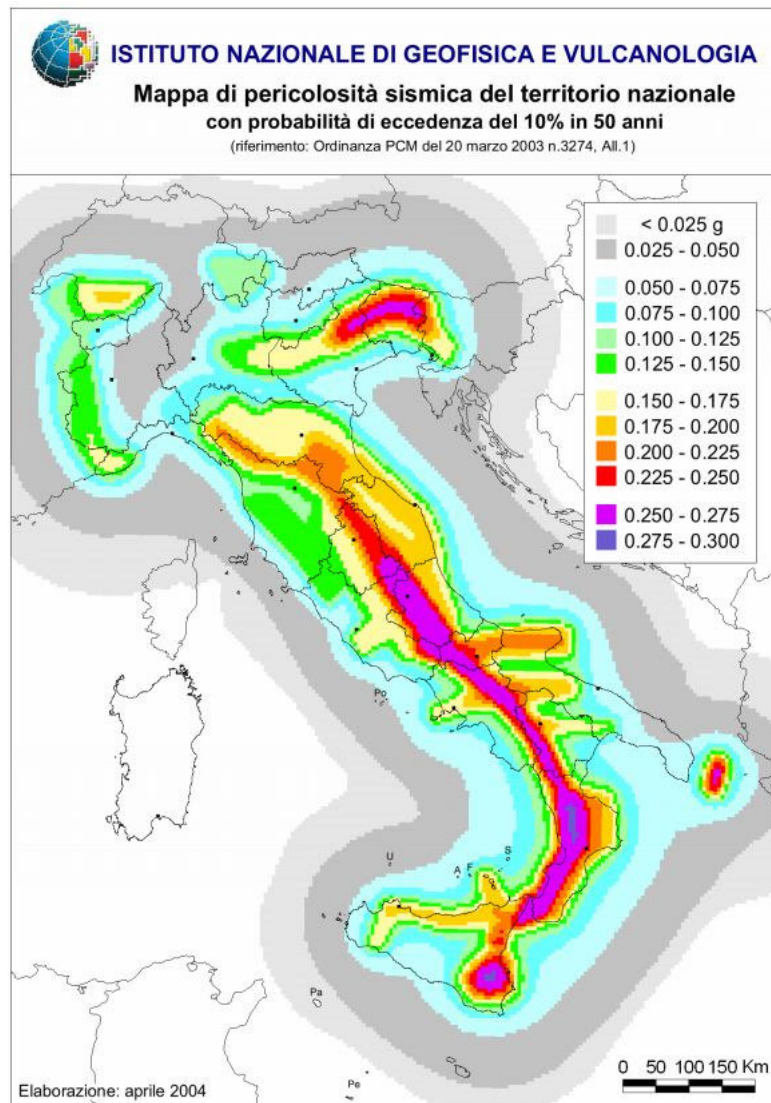 ISTITUTO NAZIONALE DI GEOFISICA E VULCANOLOGIA
Mappa di pericolosità sismica del territorio nazionale
con probabilità di eccedenza del 10% in 50 anni
(riferimento: Ordinanza PCM del 20 marzo 2003 n.3274, All.1)
< 0.025 g
0.025 - 0.050
0.050 - 0.075
0.075 - 0.100
0.100 - 0.125
0.125 - 0.150
0.150 - 0.175
0.175 - 0.200
0.200 - 0.225
0.225 - 0.250
0.250 - 0.275
0.275 - 0.300
Po
U
A
F
S
Pa
Pe
0 50 100 150 Km
Elaborazione: aprile 2004